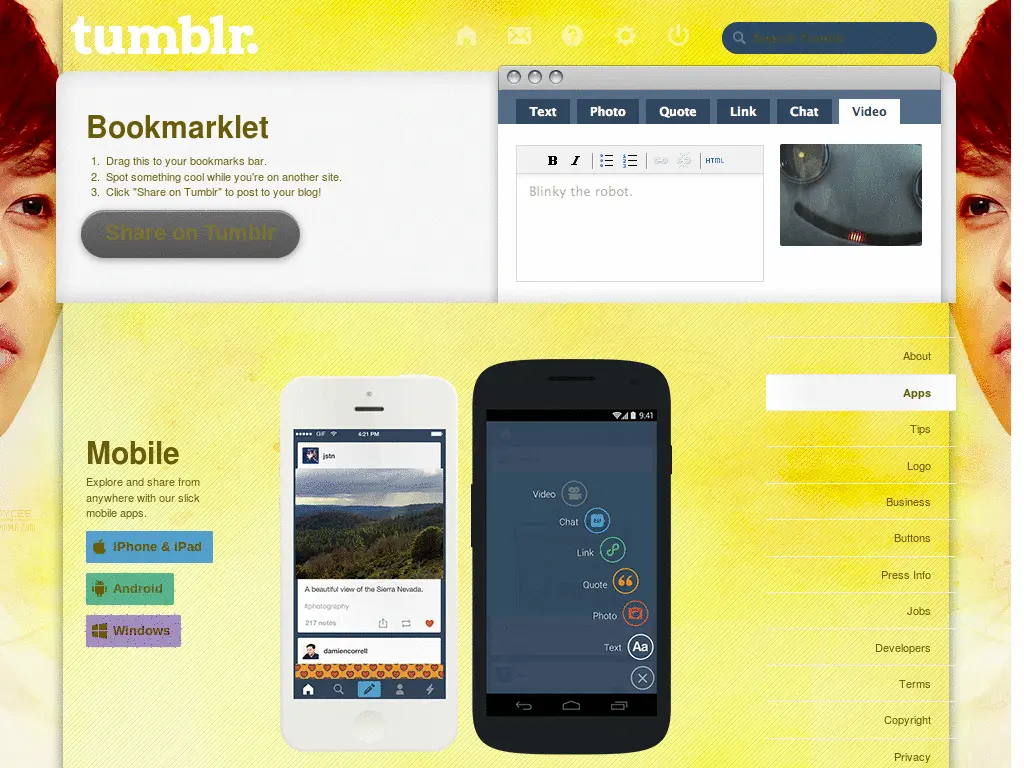 tumblr.
Search Tumblr
Text
Photo
Quote
Link
Chat
Video
Bookmarklet
1. Drag this to your bookmarks bar.
2. Spot something cool while you're on another site.
3. Click "Share on Tumblr" to post to your blog!
Share on Tumblr
B I HTML
Blinky the robot.
About
Apps
Tips
Logo
Business
Buttons
Press Info
Jobs
Developers
Terms
Copyright
Privacy
Mobile
Explore and share from
anywhere with our slick
mobile apps.
iPhone & iPad
Android
Windows
GIF 4:21 PM
jstn
A beautiful view of the Sierra Nevada.
#photography
217 notes
damiencorrell
9:41
Video
Chat
Link
Quote
Photo
Text Aa